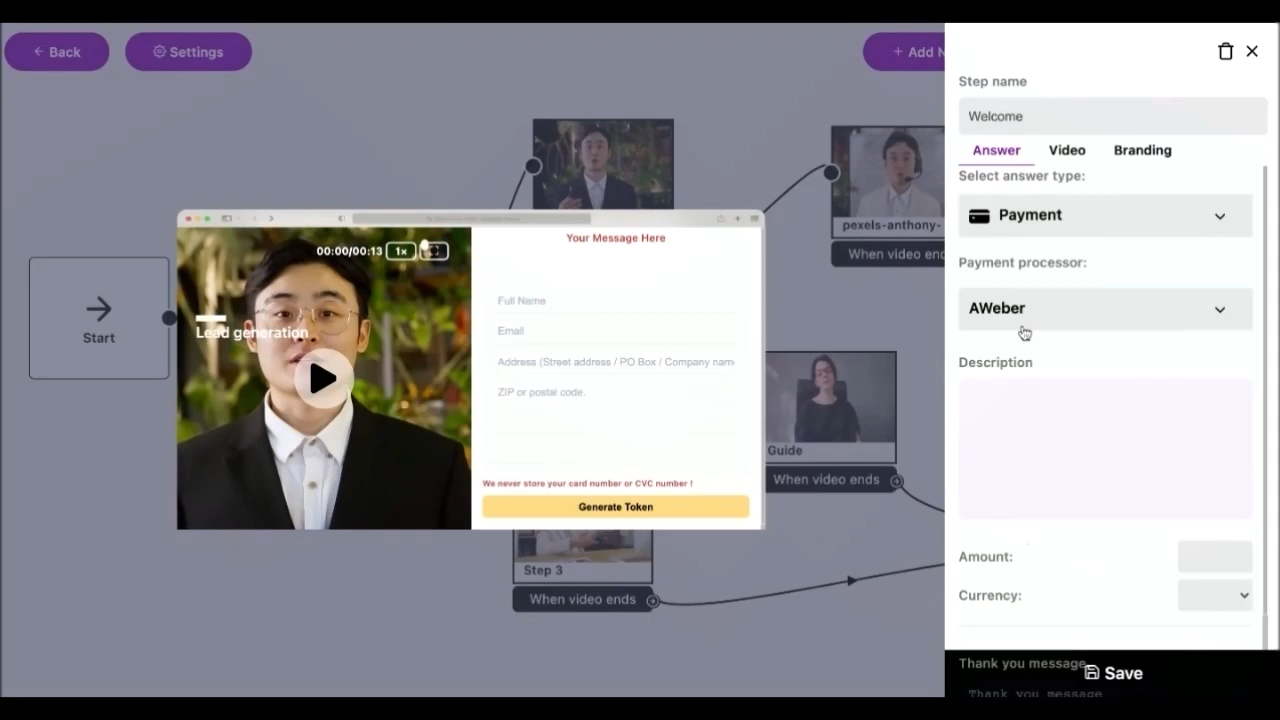 Back
Settings
+ Add N
Step name
Welcome
Answer Video Branding
Select answer type:
Payment
Payment processor:
AWeber
Description
Amount:
Currency:
Thank you message
Save
Thank you message
Start
00:00/00:13 1x
Lead generation
Your Message Here
Full Name
Email
Address (Street address / PO Box / Company name
ZIP or postal code.
We never store your card number or CVC number !
Generate Token
pexels-anthony-
When video end
Guide
When video ends
Step 3
When video ends